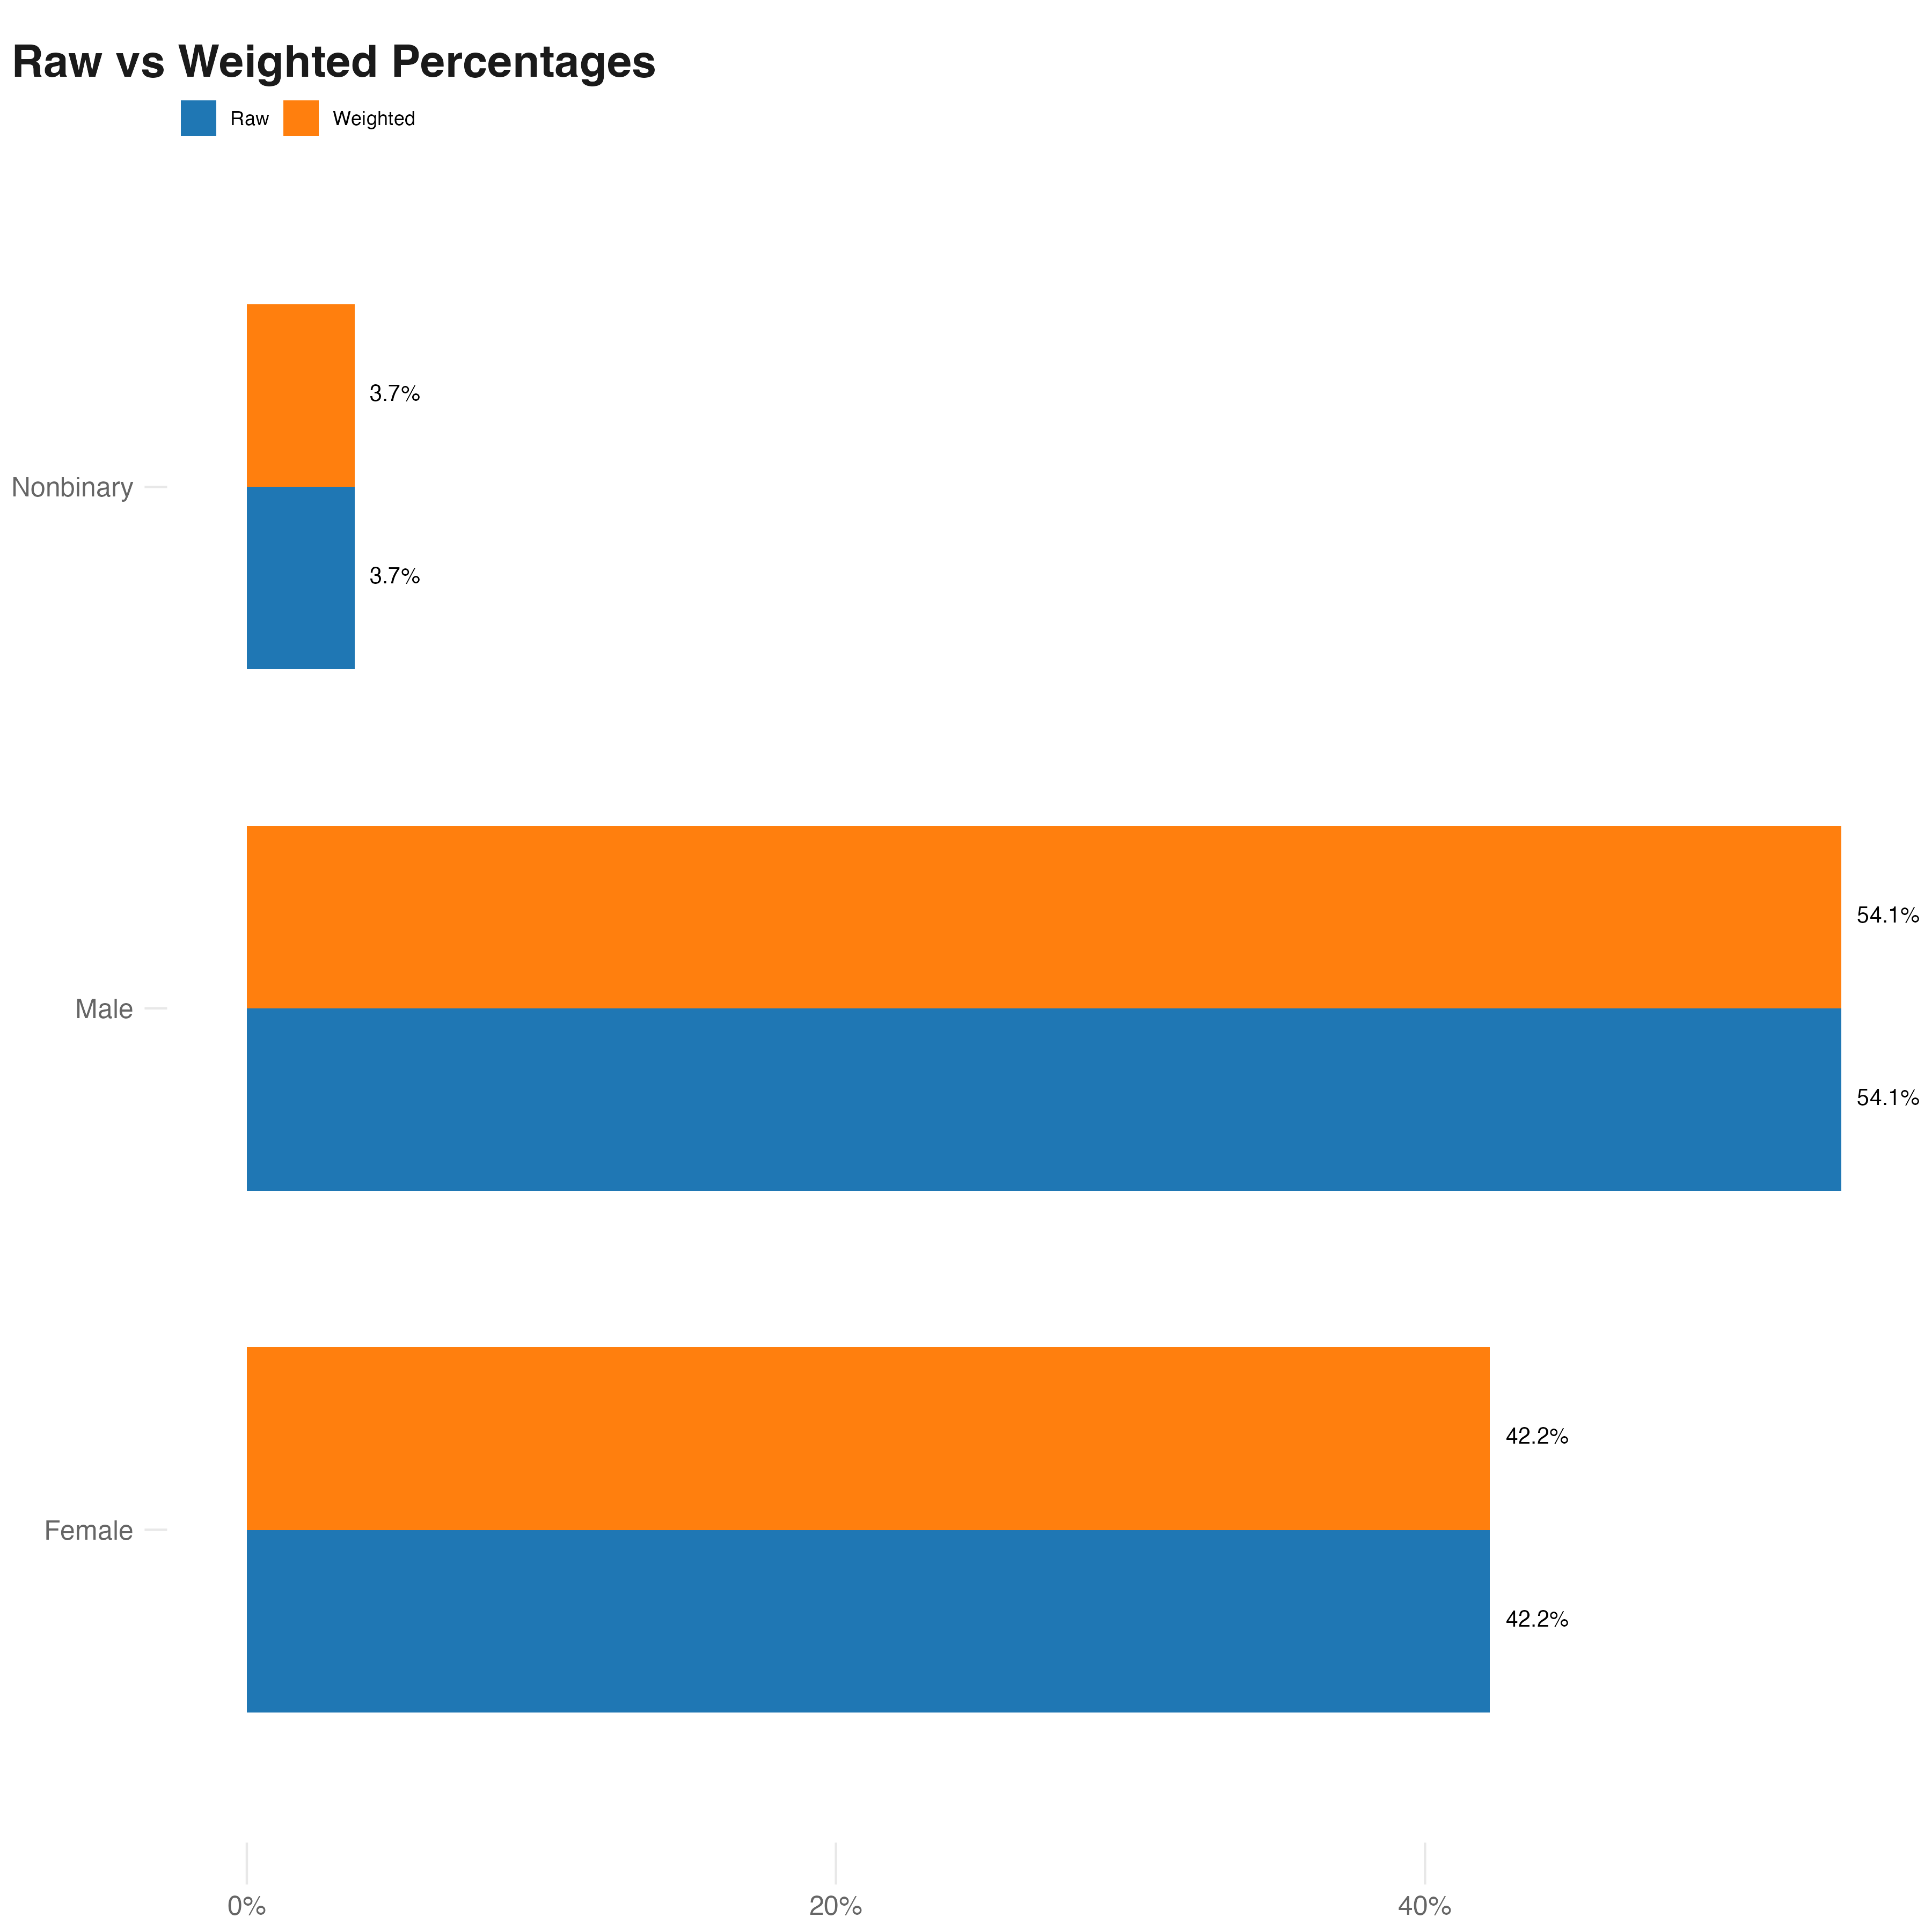 Raw vs Weighted Percentages
Raw Weighted
3.7%
Nonbinary
3.7%
54.1%
Male
54.1%
42.2%
Female
42.2%
0% 20% 40%